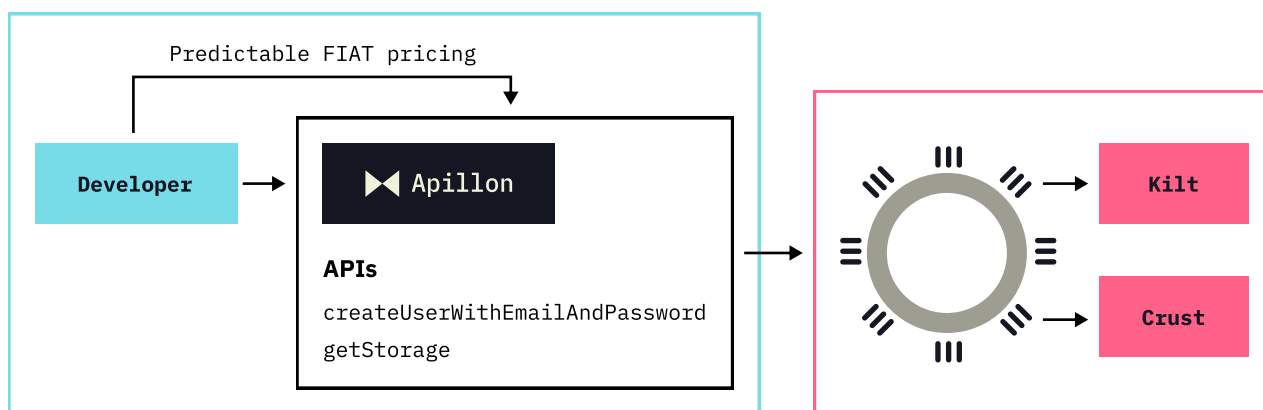 Predictable FIAT pricing
Developer
Apillon
APIs
createUserWithEmailAndPassword
getStorage
Kilt
Crust